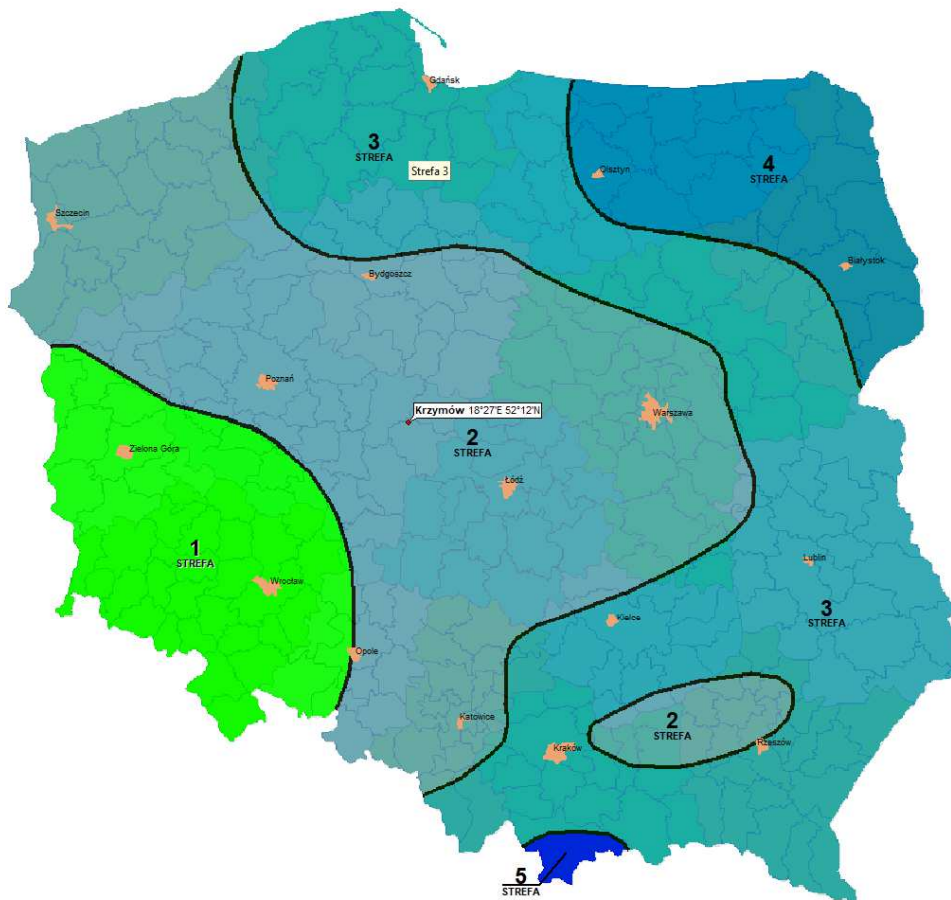 Gdańsk
3
STREFA
Strefa 3
Olsztyn
4
STREFA
Szczecin
Białystok
Bydgoszcz
Poznań
Krzymów 18°27'E 52°12'N
Warszawa
2
STREFA
Zielona Góra
Łódź
1
STREFA
Lublin
Wrocław
3
STREFA
Kielce
Opole
Katowice
2
STREFA
Kraków
Rzeszów
5
STREFA